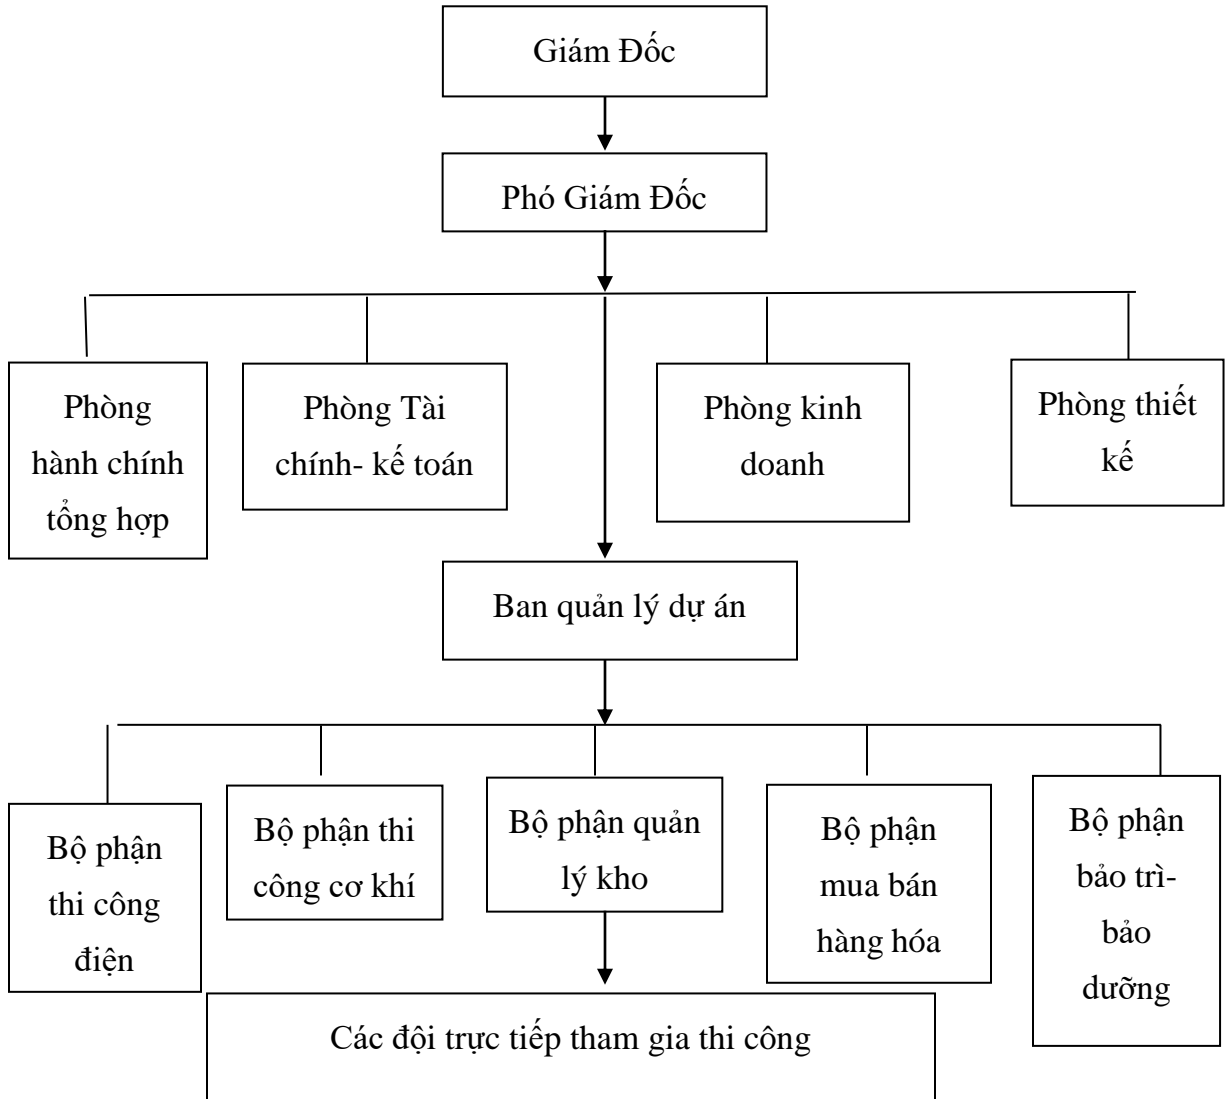 Giám Đốc
Phó Giám Đốc
Phòng
hành chính
tổng hợp
Phòng Tài
chính- kế toán
Phòng kinh
doanh
Phòng thiết
kế
Ban quản lý dự án
Bộ phận
thi công
điện
Bộ phận thi
công cơ khí
Bộ phận quản
lý kho
Bộ phận
mua bán
hàng hóa
Bộ phận
bảo trì-
bảo
dưỡng
Các đội trực tiếp tham gia thi công